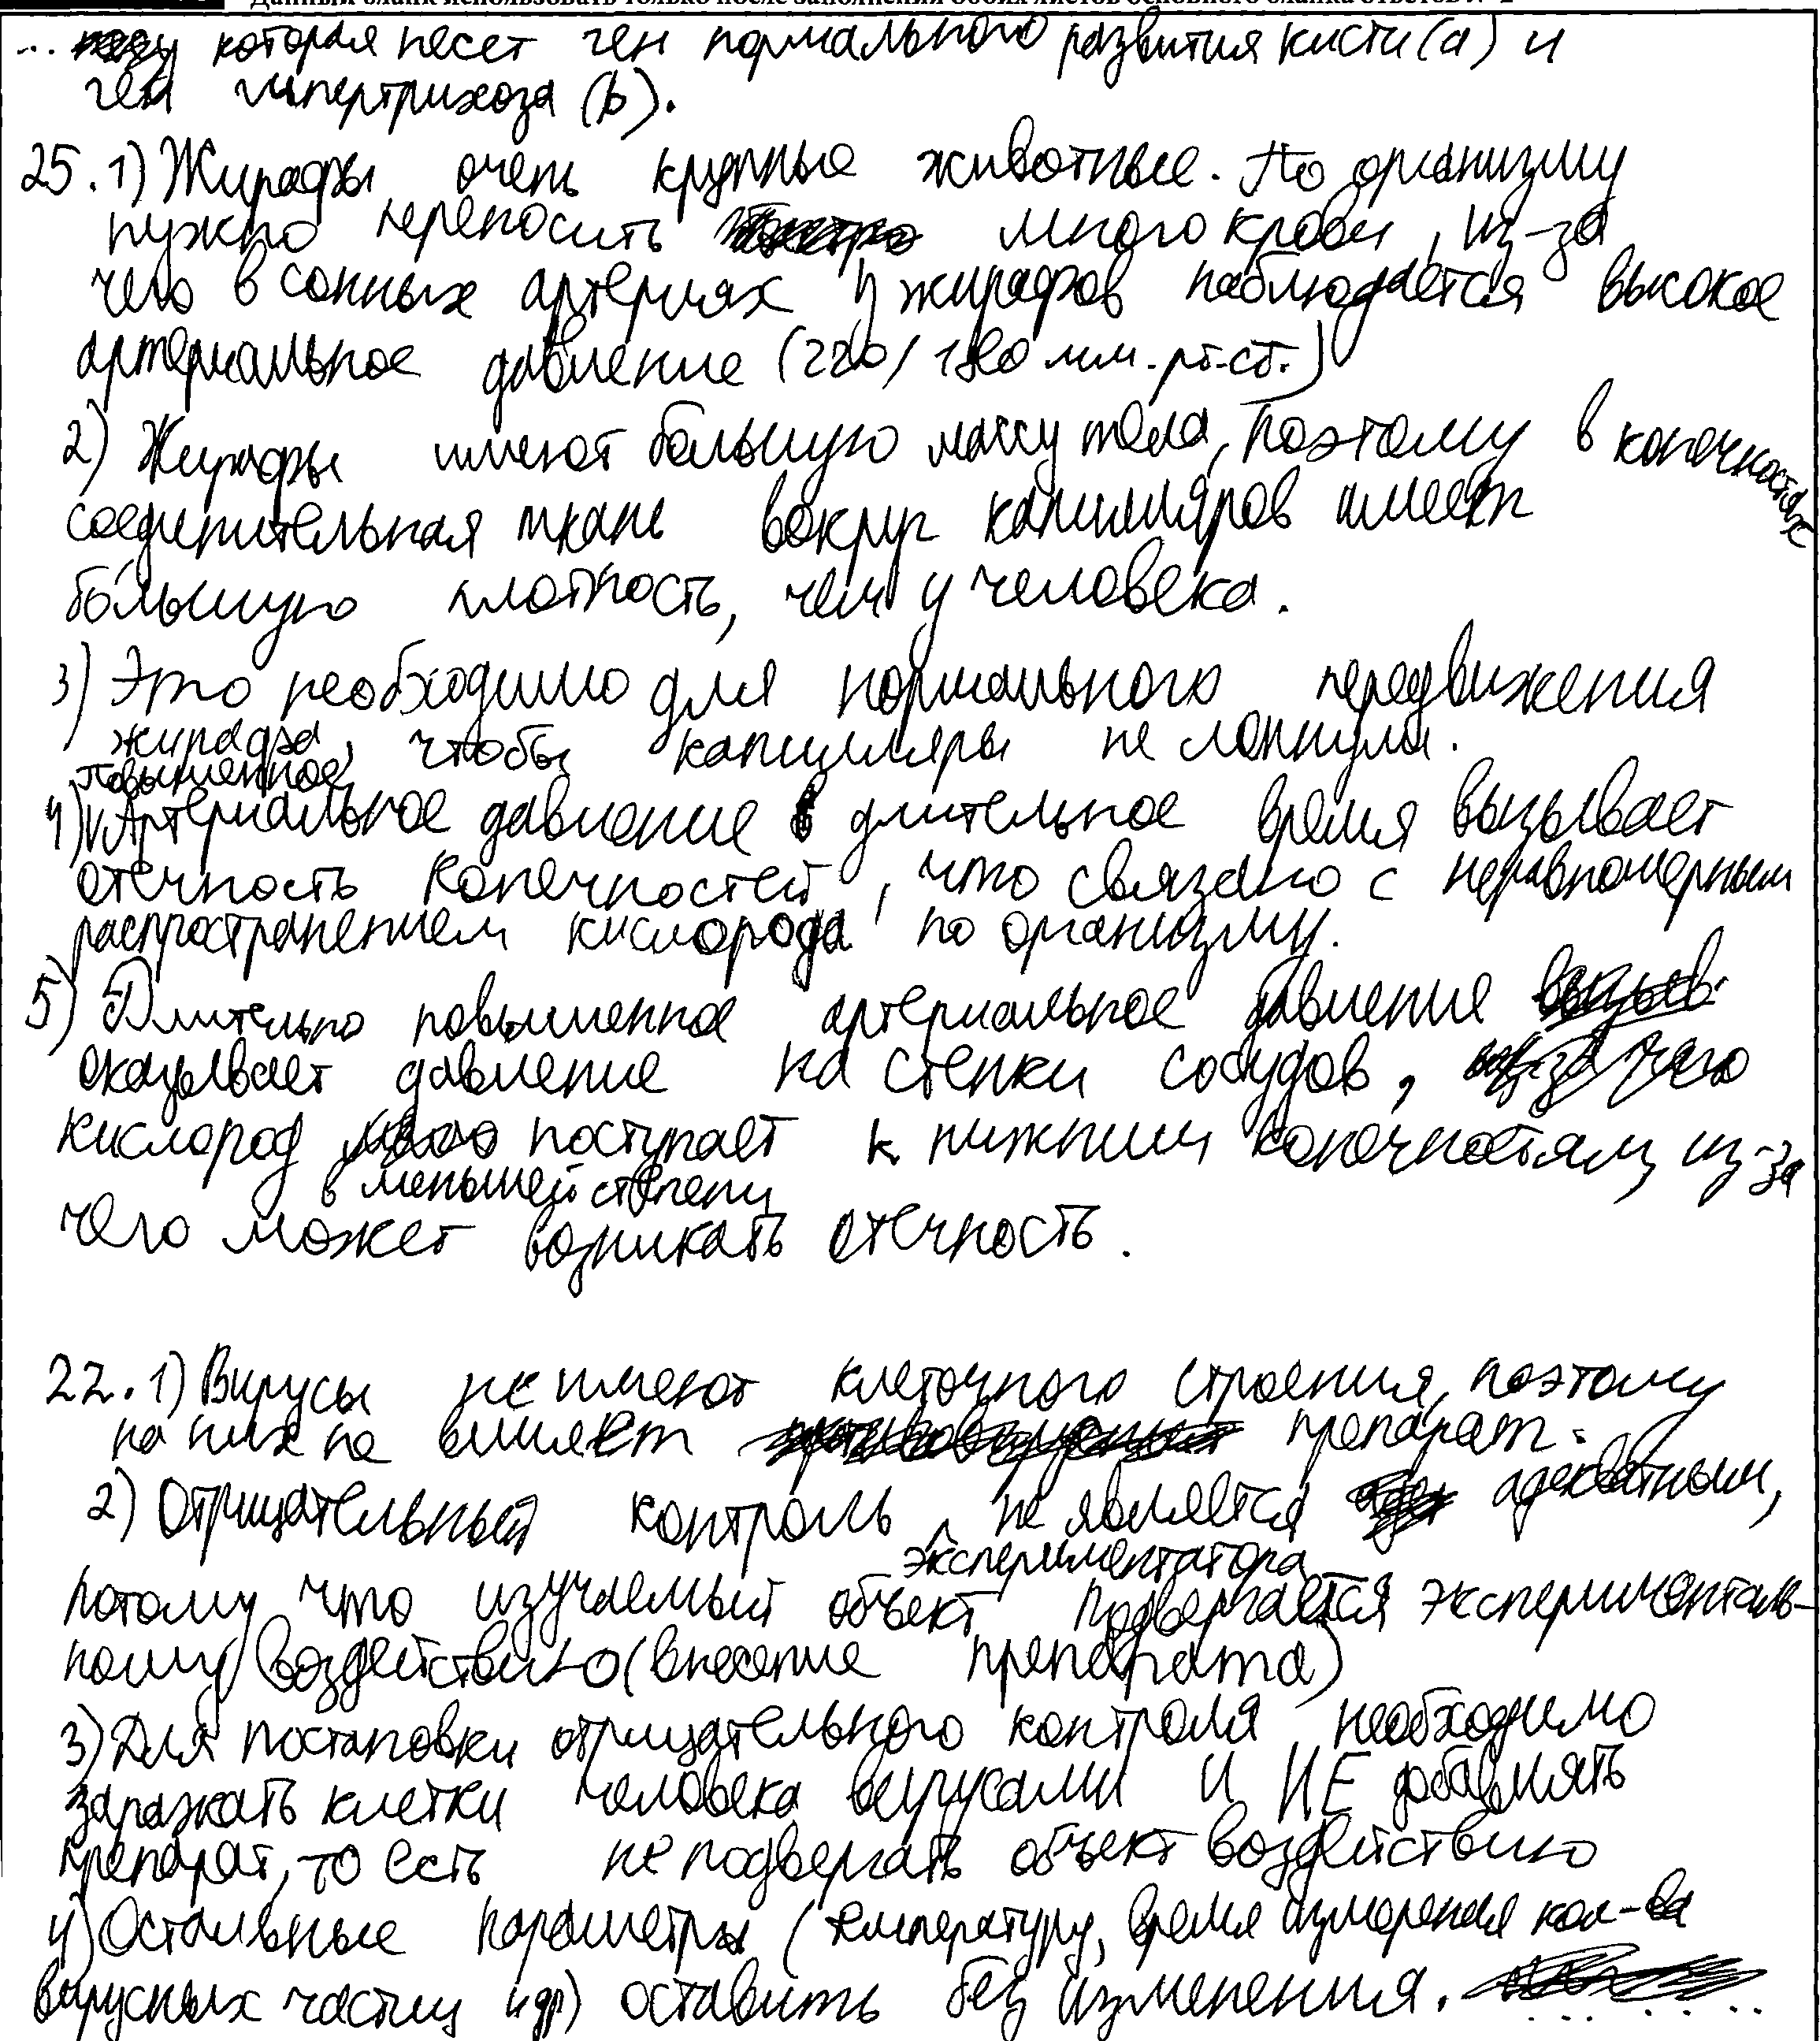 Данный бланк использовать только после заполнения обоих листов основного бланка ответов № 2
... которая несет ген нормального развития кисти (a) и
ген гипертрихоза (b).
25. 1) Жирафы очень крупные животные. По организму
нужно переносить много крови, из-за
чего в сонных артериях у жирафов наблюдается высокое
артериальное давление (220/180 мм.рт.ст.)
2) Жирафы имеют большую массу тела, поэтому в конечностях
соединительная ткань вокруг капилляров имеет
бо́льшую плотность, чем у человека.
3) Это необходимо для нормального передвижения
жирафа, чтобы капилляры не лопнули.
повышенное
4) Артериальное давление длительное время вызывает
отечность конечностей, что связано с неравномерным
распространением кислорода по организму.
5) Длительно повышенное артериальное давление
оказывает давление на стенки сосудов,
кислород поступает к нижним конечностям, из-за
в меньшей степени
чего может возникать отечность.
22. 1) Вирусы не имеют клеточного строения, поэтому
на них не влияет препарат.
2) Отрицательный контроль не является адекватным,
экспериментатора
потому что изучаемый объект подвергается эксперименталь-
ному воздействию (внесение препарата)
3) Для постановки отрицательного контроля необходимо
заражать клетки человека вирусами и НЕ добавлять
препарат, то есть не подвергать объект воздействию
4) Остальные параметры (температуру, время измерения кол-ва
вирусных частиц и др) оставить без изменения.